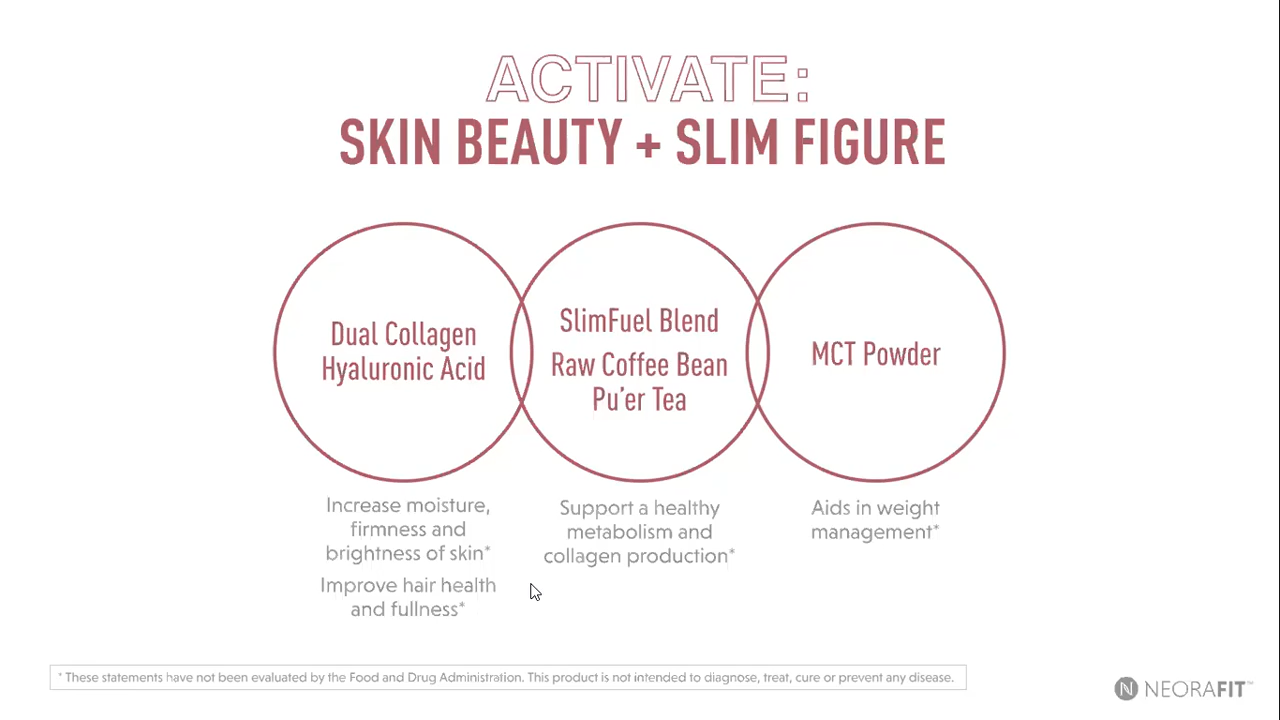 ACTIVATE:
SKIN BEAUTY + SLIM FIGURE
Dual Collagen
Hyaluronic Acid
SlimFuel Blend
Raw Coffee Bean
Pu'er Tea
MCT Powder
Increase moisture,
firmness and
brightness of skin*
Improve hair health
and fullness*
Support a healthy
metabolism and
collagen production*
Aids in weight
management*
* These statements have not been evaluated by the Food and Drug Administration. This product is not intended to diagnose, treat, cure or prevent any disease.
N NEORAFIT™